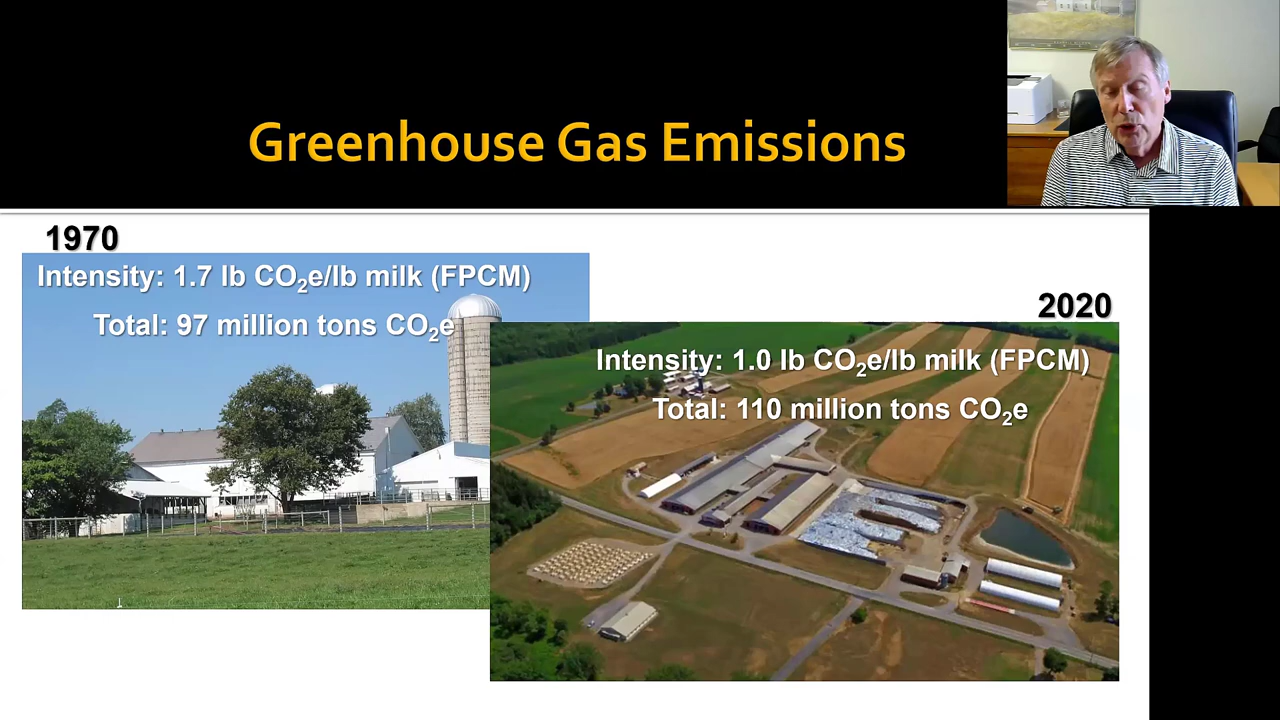 Greenhouse Gas Emissions
1970
Intensity: 1.7 lb CO₂e/lb milk (FPCM)
Total: 97 million tons CO₂e
2020
Intensity: 1.0 lb CO₂e/lb milk (FPCM)
Total: 110 million tons CO₂e